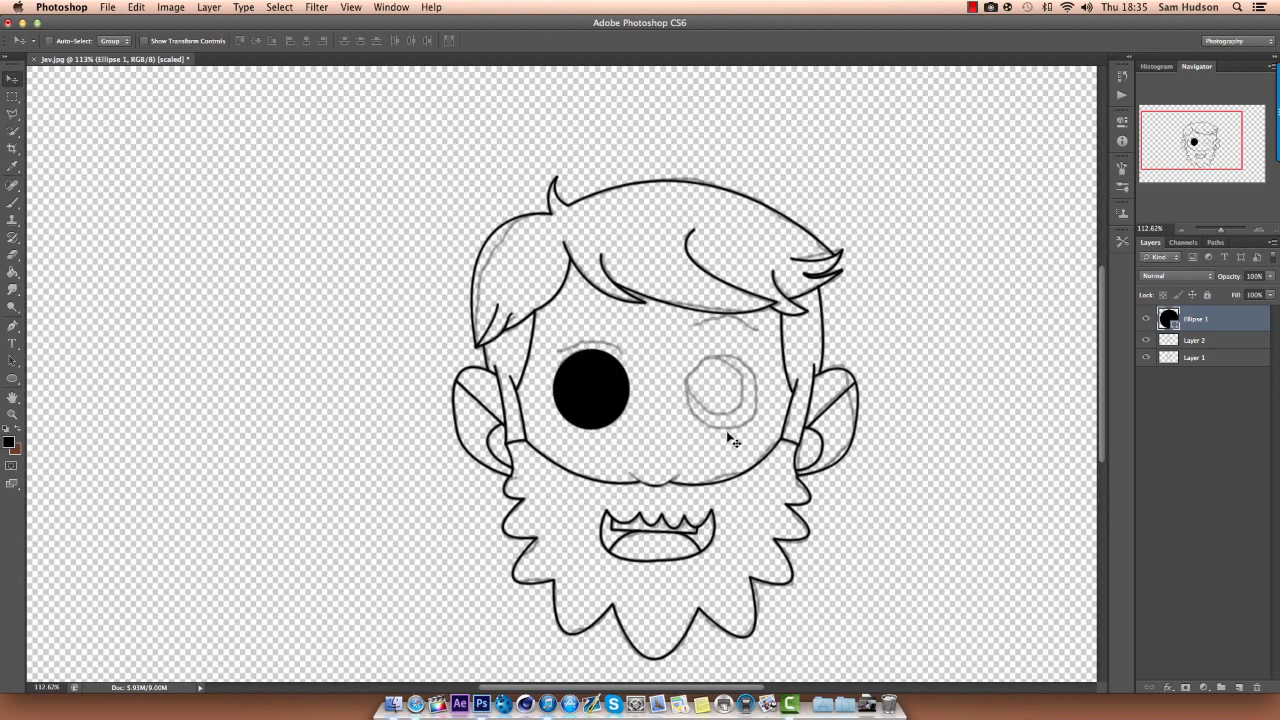 Photoshop File Edit Image Layer Type Select Filter View Window Help Thu 18:35 Sam Hudson
Adobe Photoshop CS6
Auto-Select: Group Show Transform Controls Photography
Jev.jpg @ 113% (Ellipse 1, RGB/8) [scaled] *
Histogram Navigator
112.62%
Layers Channels Paths
Kind
Normal Opacity: 100%
Lock: Fill: 100%
Ellipse 1
Layer 2
Layer 1
112.62% Doc: 5.93M/9.00M
Ae Ps